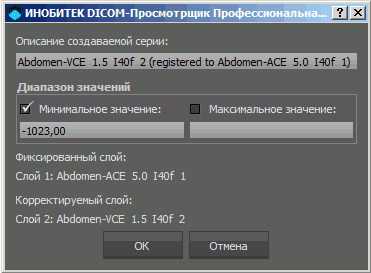 ИНОБИТЕК DICOM-Просмотрщик Профессиональна...
Описание создаваемой серии:
Abdomen-VCE 1.5 I40f 2 (registered to Abdomen-ACE 5.0 I40f 1)
Диапазон значений
Минимальное значение: Максимальное значение:
-1023,00
Фиксированный слой:
Слой 1: Abdomen-ACE 5.0 I40f 1
Корректируемый слой:
Слой 2: Abdomen-VCE 1.5 I40f 2
OK Отмена